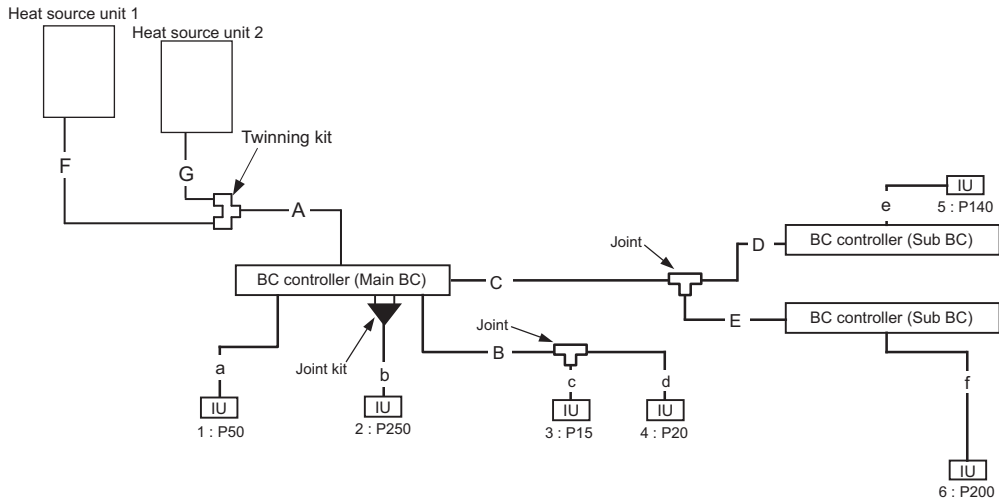 Heat source unit 1
Heat source unit 2
Twinning kit
F
G
A
IU
e
5 : P140
Joint
D
BC controller (Sub BC)
BC controller (Main BC)
C
BC controller (Sub BC)
E
Joint
B
a
Joint kit
b
c
d
f
IU
1 : P50
IU
2 : P250
IU
3 : P15
IU
4 : P20
IU
6 : P200